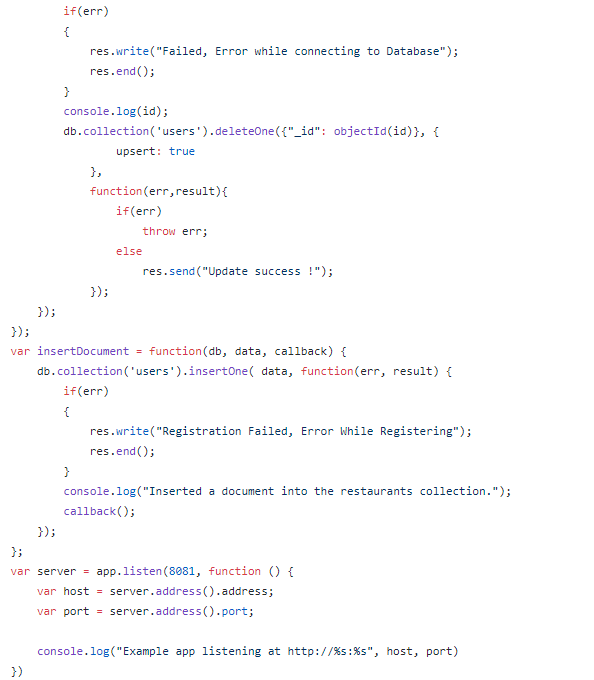 if(err)
{
res.write("Failed, Error while connecting to Database");
res.end();
}
console.log(id);
db.collection('users').deleteOne({"_id": objectId(id)}, {
upsert: true
},
function(err,result){
if(err)
throw err;
else
res.send("Update success !");
});
});
});
var insertDocument = function(db, data, callback) {
db.collection('users').insertOne( data, function(err, result) {
if(err)
{
res.write("Registration Failed, Error While Registering");
res.end();
}
console.log("Inserted a document into the restaurants collection.");
callback();
});
};
var server = app.listen(8081, function () {
var host = server.address().address;
var port = server.address().port;
console.log("Example app listening at http://%s:%s", host, port)
})